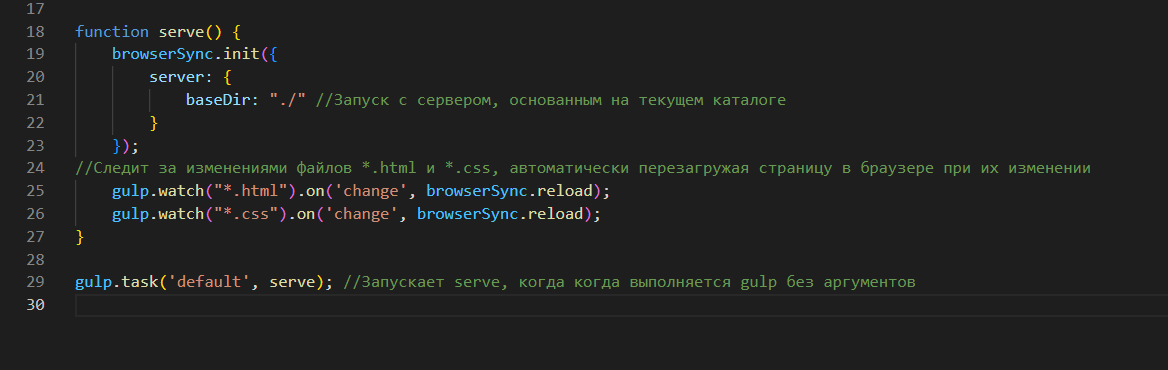 17
18 function serve() {
19 browserSync.init({
20 server: {
21 baseDir: "./" //Запуск с сервером, основанным на текущем каталоге
22 }
23 });
24 //Следит за изменениями файлов *.html и *.css, автоматически перезагружая страницу в браузере при их изменении
25 gulp.watch("*.html").on('change', browserSync.reload);
26 gulp.watch("*.css").on('change', browserSync.reload);
27 }
28
29 gulp.task('default', serve); //Запускает serve, когда когда выполняется gulp без аргументов
30